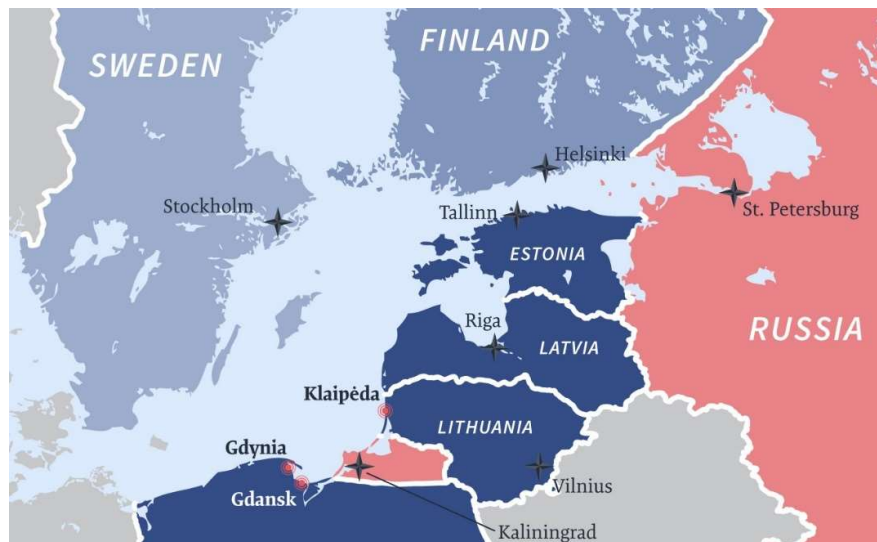 FINLAND
SWEDEN
Helsinki
Stockholm
Tallinn
St. Petersburg
ESTONIA
Riga
RUSSIA
LATVIA
Klaipėda
LITHUANIA
Gdynia
Vilnius
Gdansk
Kaliningrad